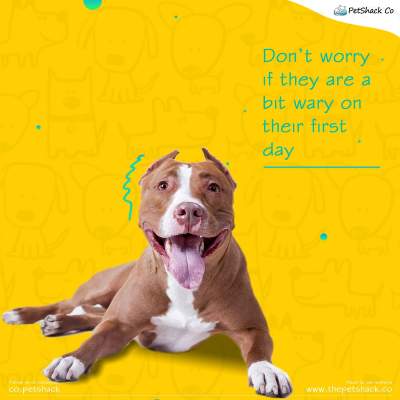 PetShack Co
Don't worry
if they are a
bit wary on
their first
day
co.petshack
www.thepetshack.co